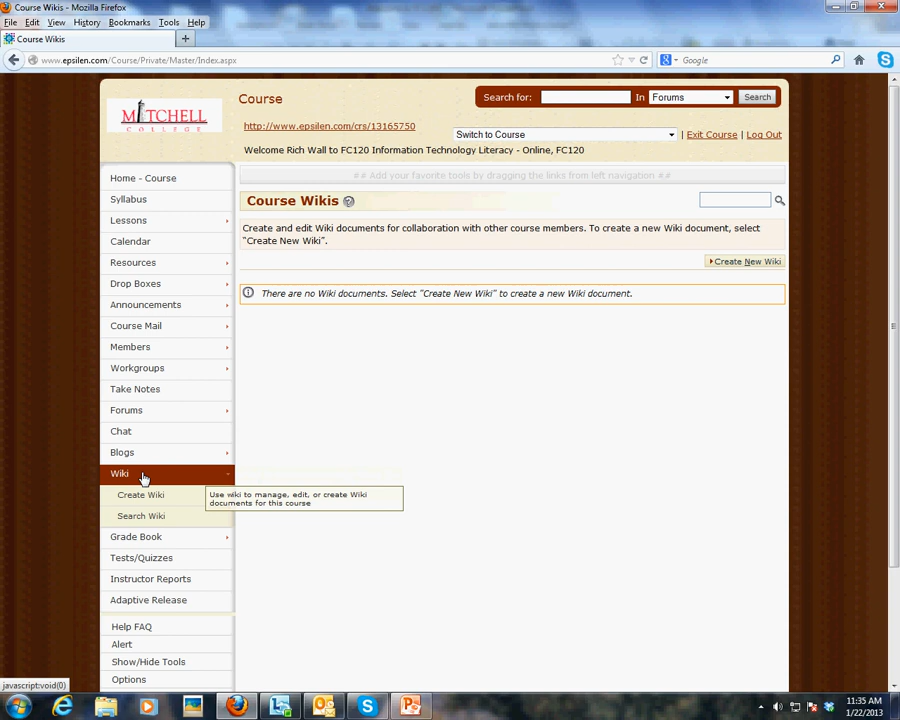 Course Wikis - Mozilla Firefox
File Edit View History Bookmarks Tools Help
Course Wikis
www.epsilen.com/Course/Private/Master/Index.aspx
Google
MITCHELL
COLLEGE
Course
Search for:
In
Forums
Search
http://www.epsilen.com/crs/13165750
Switch to Course
| Exit Course | Log Out
Welcome Rich Wall to FC120 Information Technology Literacy - Online, FC120
Home - Course
Syllabus
Lessons
Calendar
Resources
Drop Boxes
Announcements
Course Mail
Members
Workgroups
Take Notes
Forums
Chat
Blogs
Wiki
Create Wiki
Search Wiki
Grade Book
Tests/Quizzes
Instructor Reports
Adaptive Release
Help FAQ
Alert
Show/Hide Tools
Options
## Add your favorite tools by dragging the links from left navigation ##
Course Wikis
Create and edit Wiki documents for collaboration with other course members. To create a new Wiki document, select
"Create New Wiki".
Create New Wiki
There are no Wiki documents. Select "Create New Wiki" to create a new Wiki document.
Use wiki to manage, edit, or create Wiki
documents for this course
javascript:void(0)
11:35 AM
1/22/2013